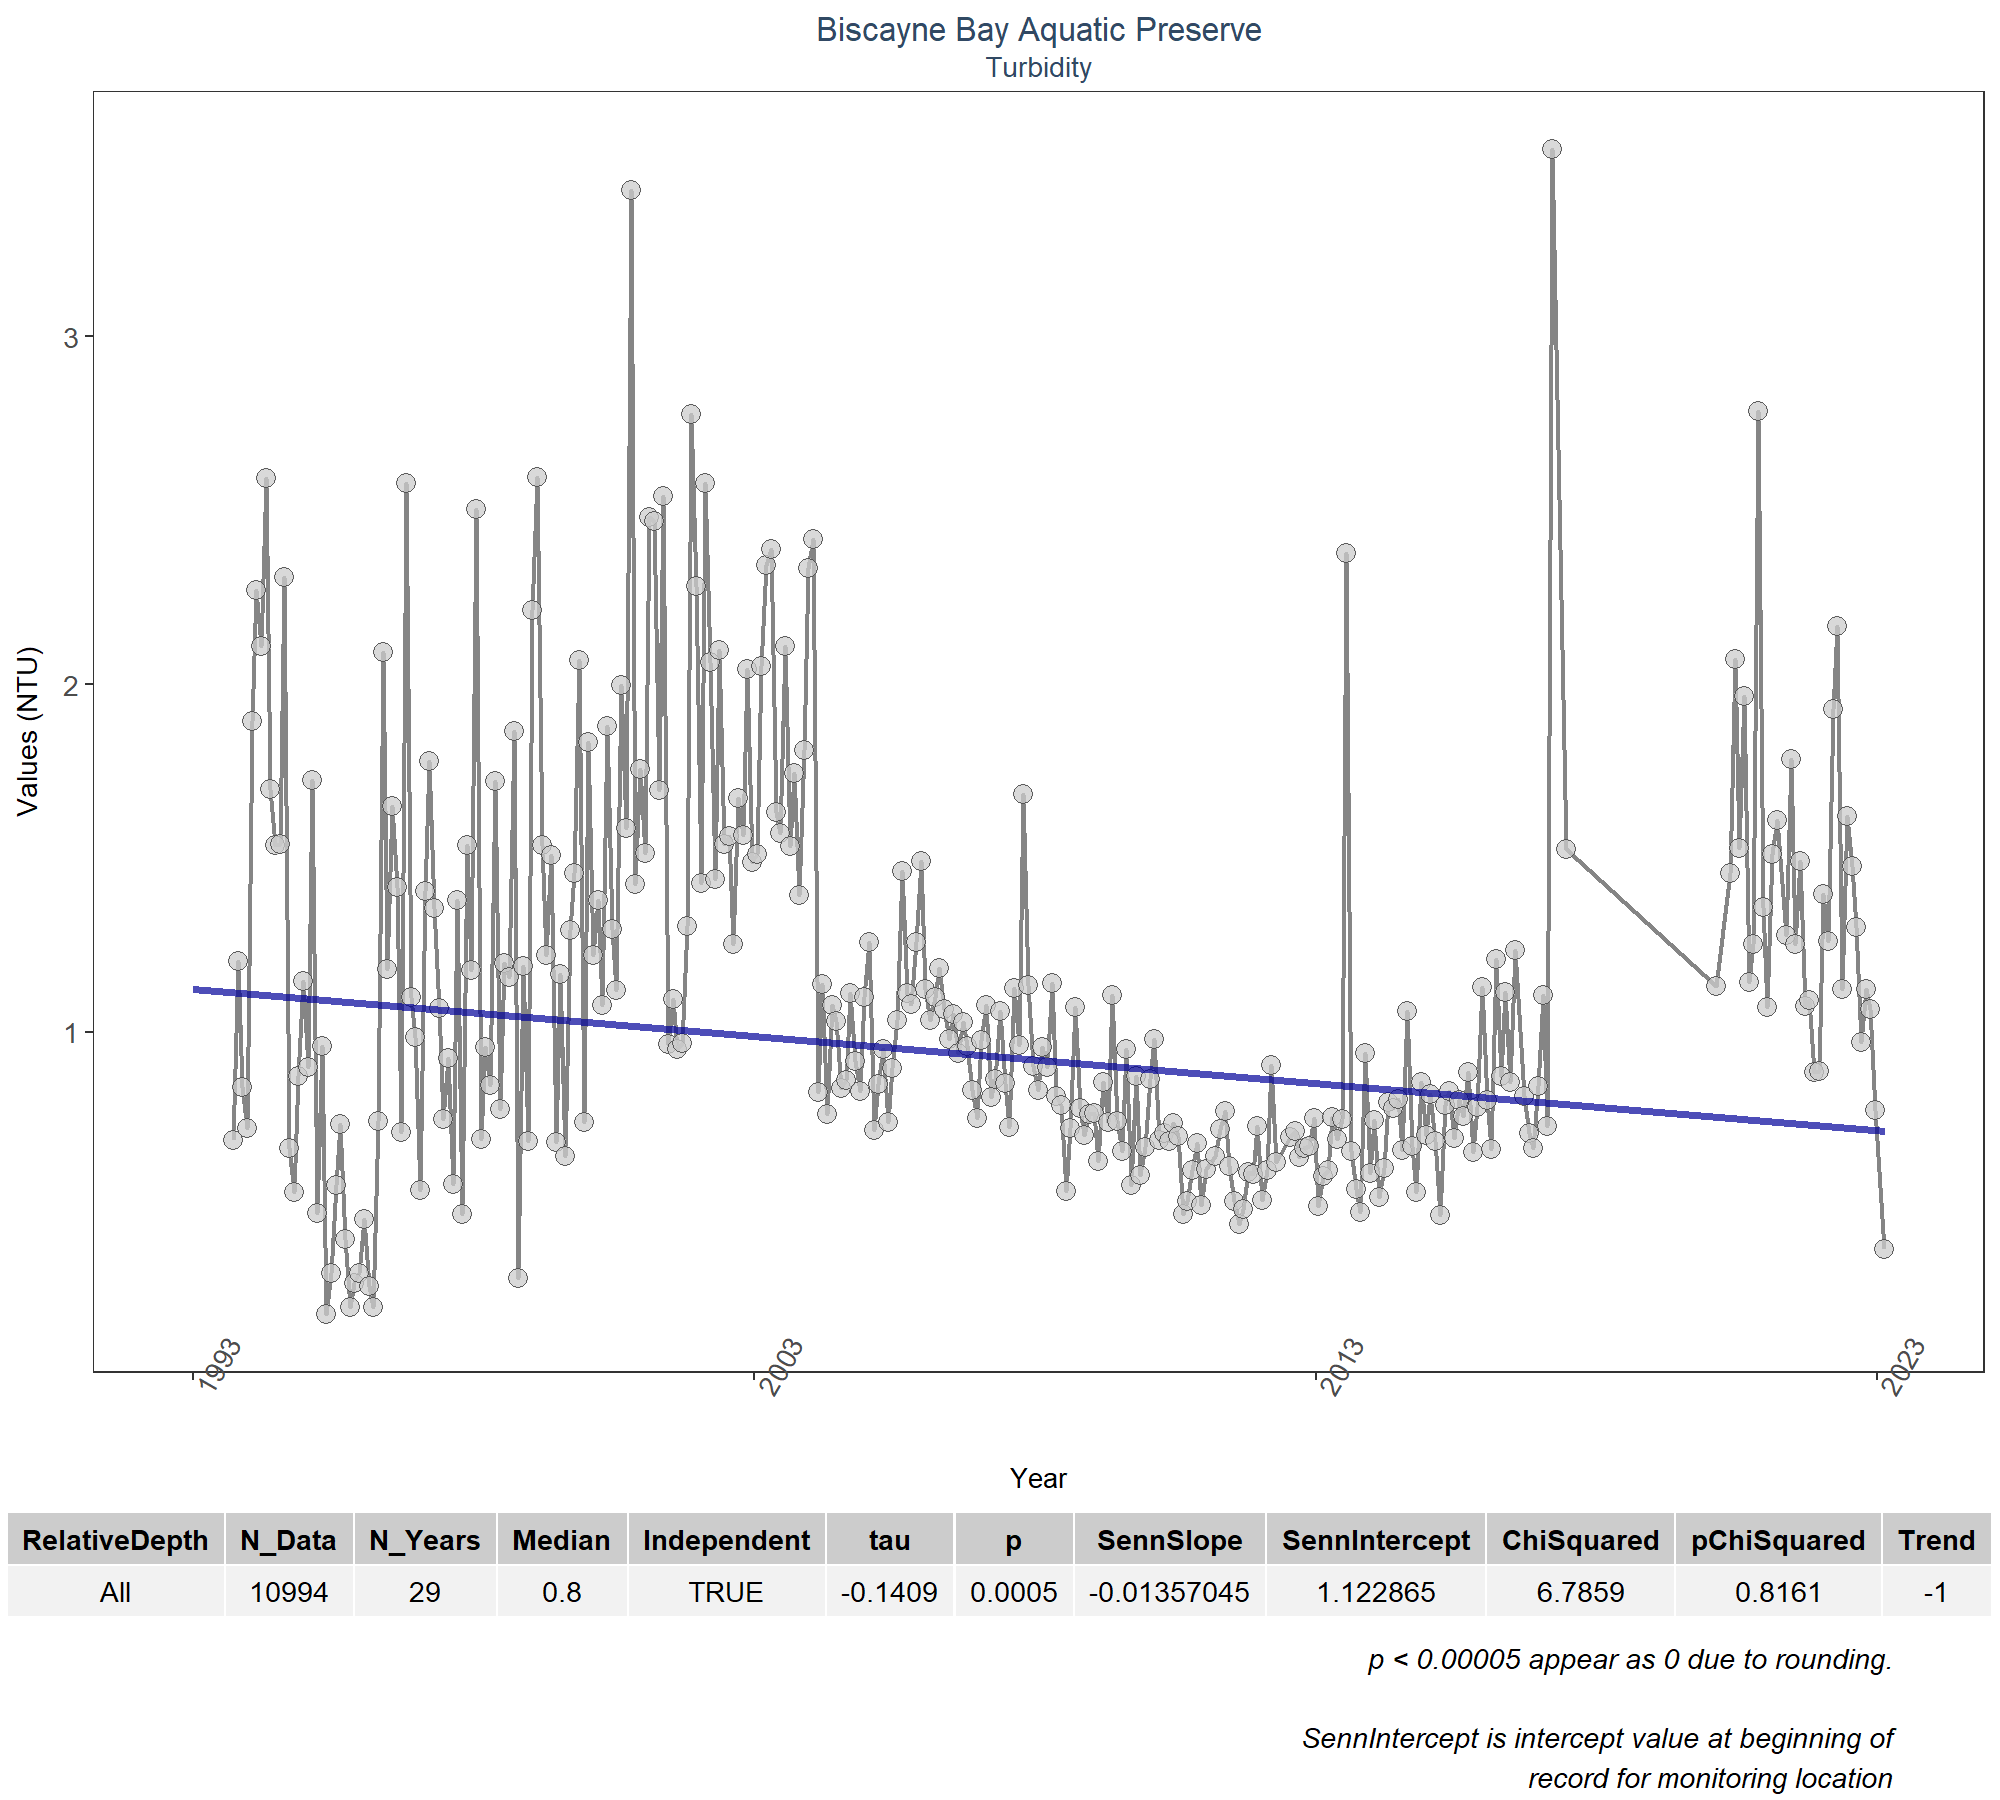 Biscayne Bay Aquatic Preserve
Turbidity
3
2
1
Values (NTU)
1993 2003 2013 2023
Year
RelativeDepth N_Data N_Years Median Independent tau p SennSlope SennIntercept ChiSquared pChiSquared Trend
All 10994 29 0.8 TRUE -0.1409 0.0005 -0.01357045 1.122865 6.7859 0.8161 -1
p < 0.00005 appear as 0 due to rounding.
SennIntercept is intercept value at beginning of
record for monitoring location